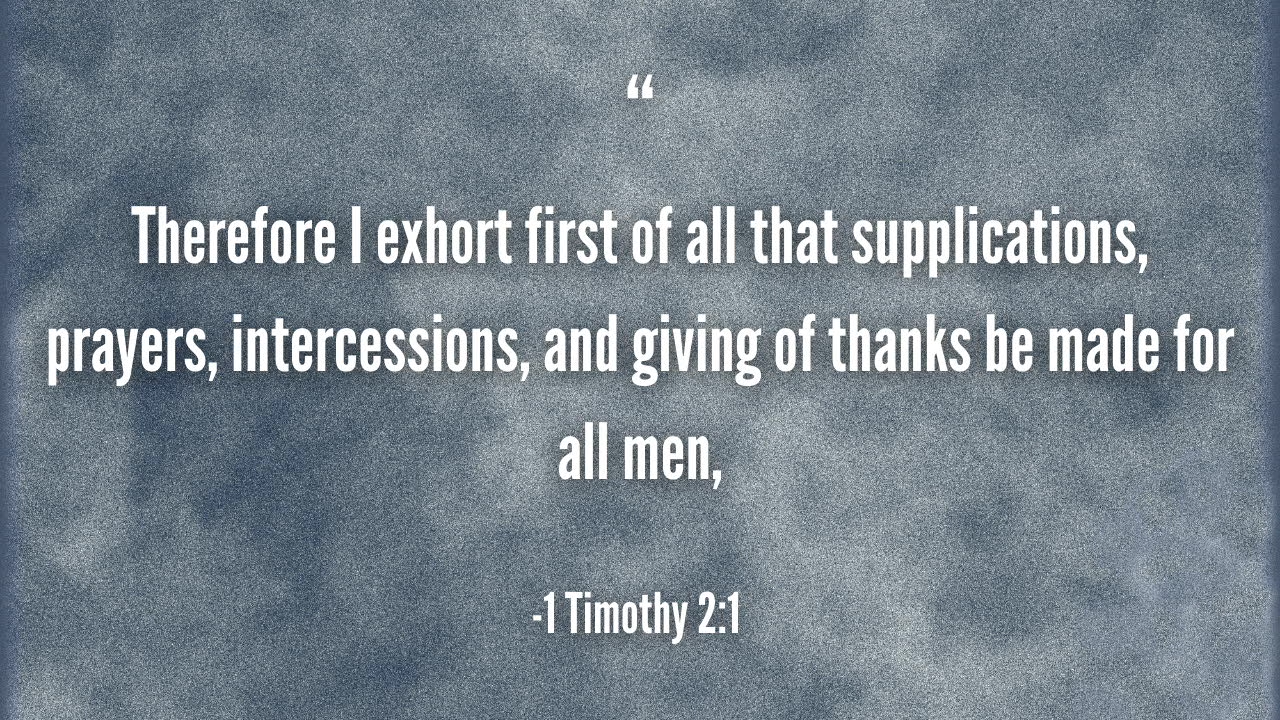 “
Therefore I exhort first of all that supplications,
prayers, intercessions, and giving of thanks be made for
all men,
-1 Timothy 2:1